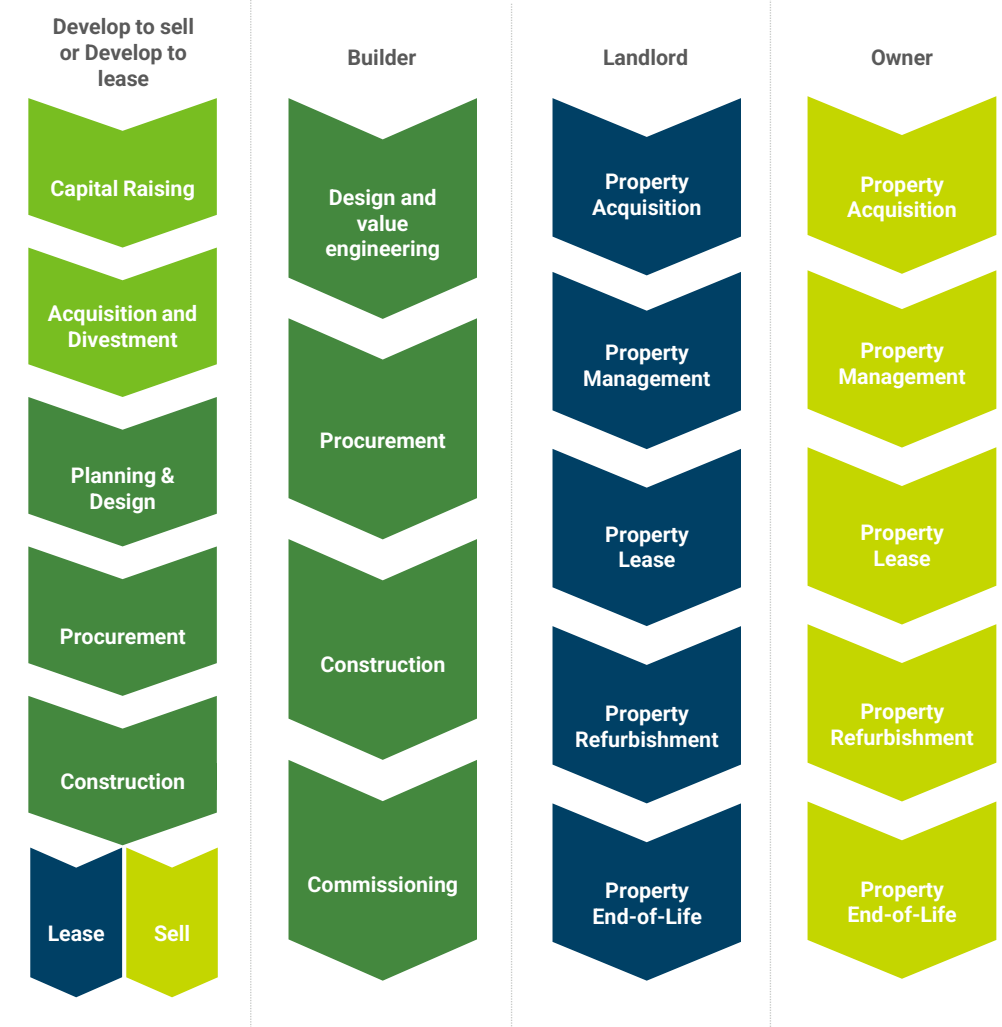 Develop to sell
or Develop to
lease
Capital Raising
Acquisition and
Divestment
Planning &
Design
Procurement
Construction
Lease
Sell
Builder
Design and
value
engineering
Procurement
Construction
Commissioning
Landlord
Property
Acquisition
Property
Management
Property
Lease
Property
Refurbishment
Property
End-of-Life
Owner
Property
Acquisition
Property
Management
Property
Lease
Property
Refurbishment
Property
End-of-Life